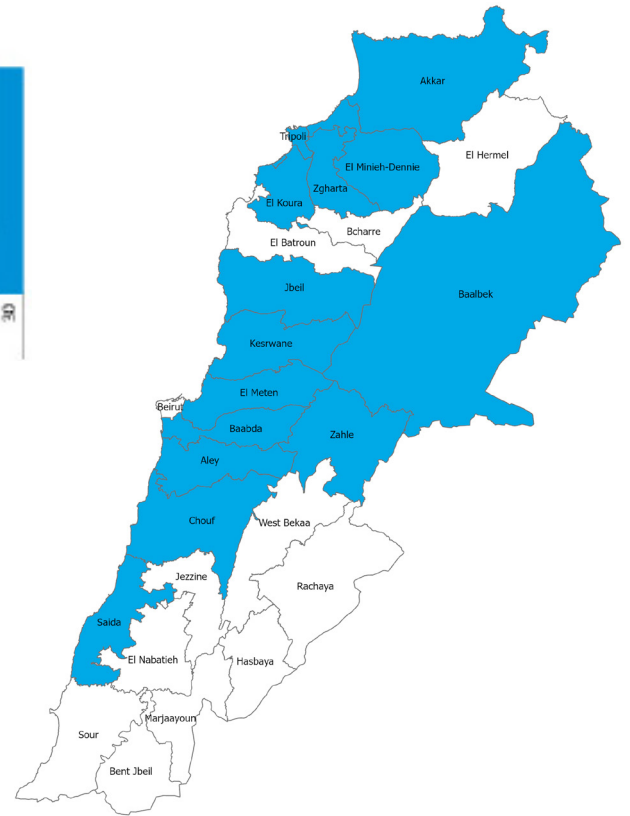 Akkar
Tripoli
El Hermel
El Minieh-Dennie
Zgharta
El Koura
Bcharre
El Batroun
Jbeil
Baalbek
Kesrwane
El Meten
Beirut
Baabda
Zahle
Aley
Chouf
West Bekaa
Jezzine
Rachaya
Saida
El Nabatieh
Hasbaya
Marjaayoun
Sour
Bent Jbeil